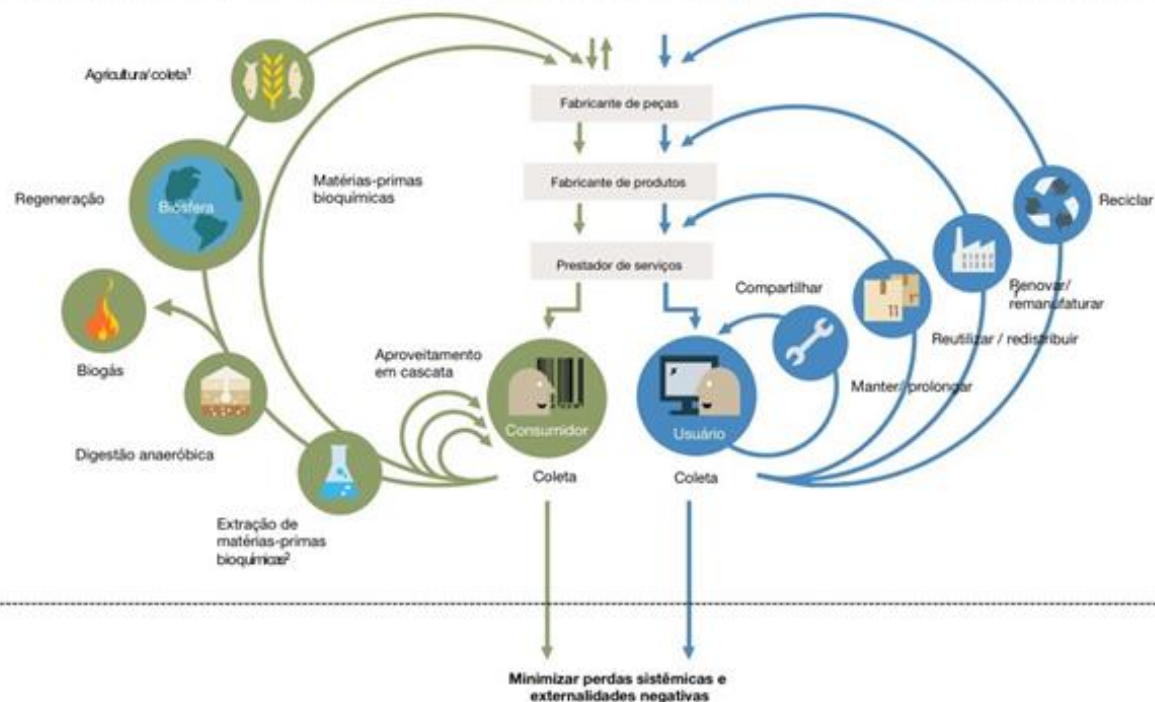 Agricultura/coleta¹
Fabricante de peças
Matérias-primas
bioquímicas
Fabricante de produtos
Regeneração
Biosfera
Reciclar
Prestador de serviços
Compartilhar
Renovar/
remanufaturar
Reutilizar / redistribuir
Biogás
Aproveitamento
em cascata
Manter/ prolongar
Consumidor
Usuário
Digestão anaeróbica
Coleta
Coleta
Extração de
matérias-primas
bioquímicas²
Minimizar perdas sistêmicas e
externalidades negativas